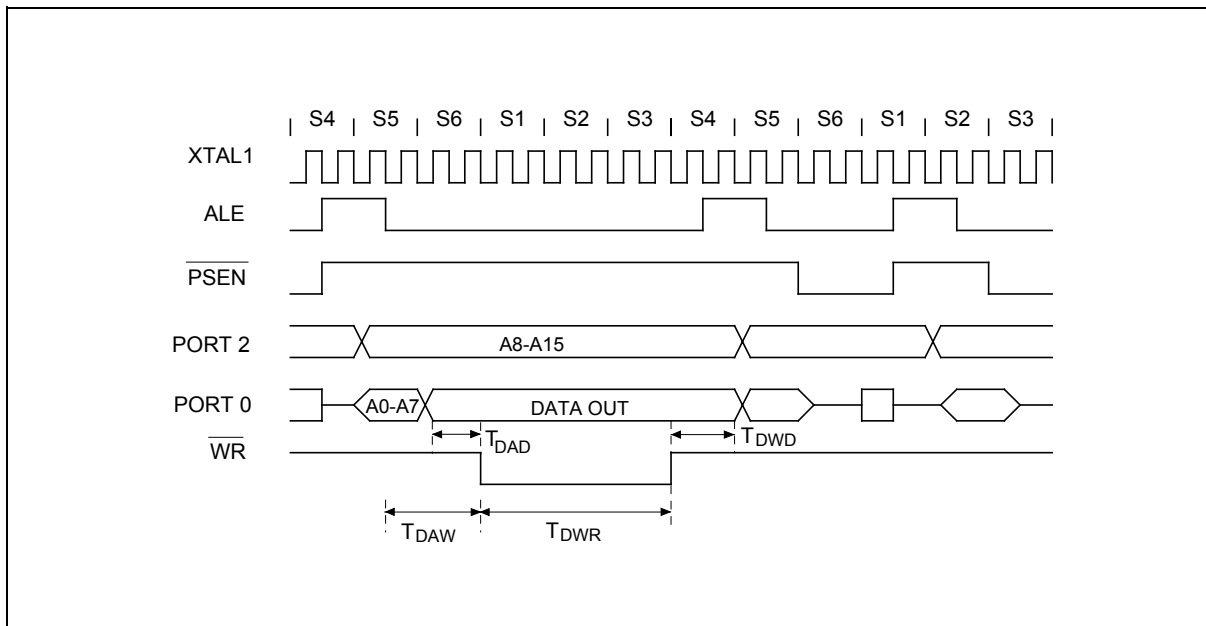 S4 S5 S6 S1 S2 S3 S4 S5 S6 S1 S2 S3
XTAL1
ALE
PSEN
PORT 2 A8-A15
PORT 0 A0-A7 DATA OUT
TDAD TDWD
WR
TDAW TDWR